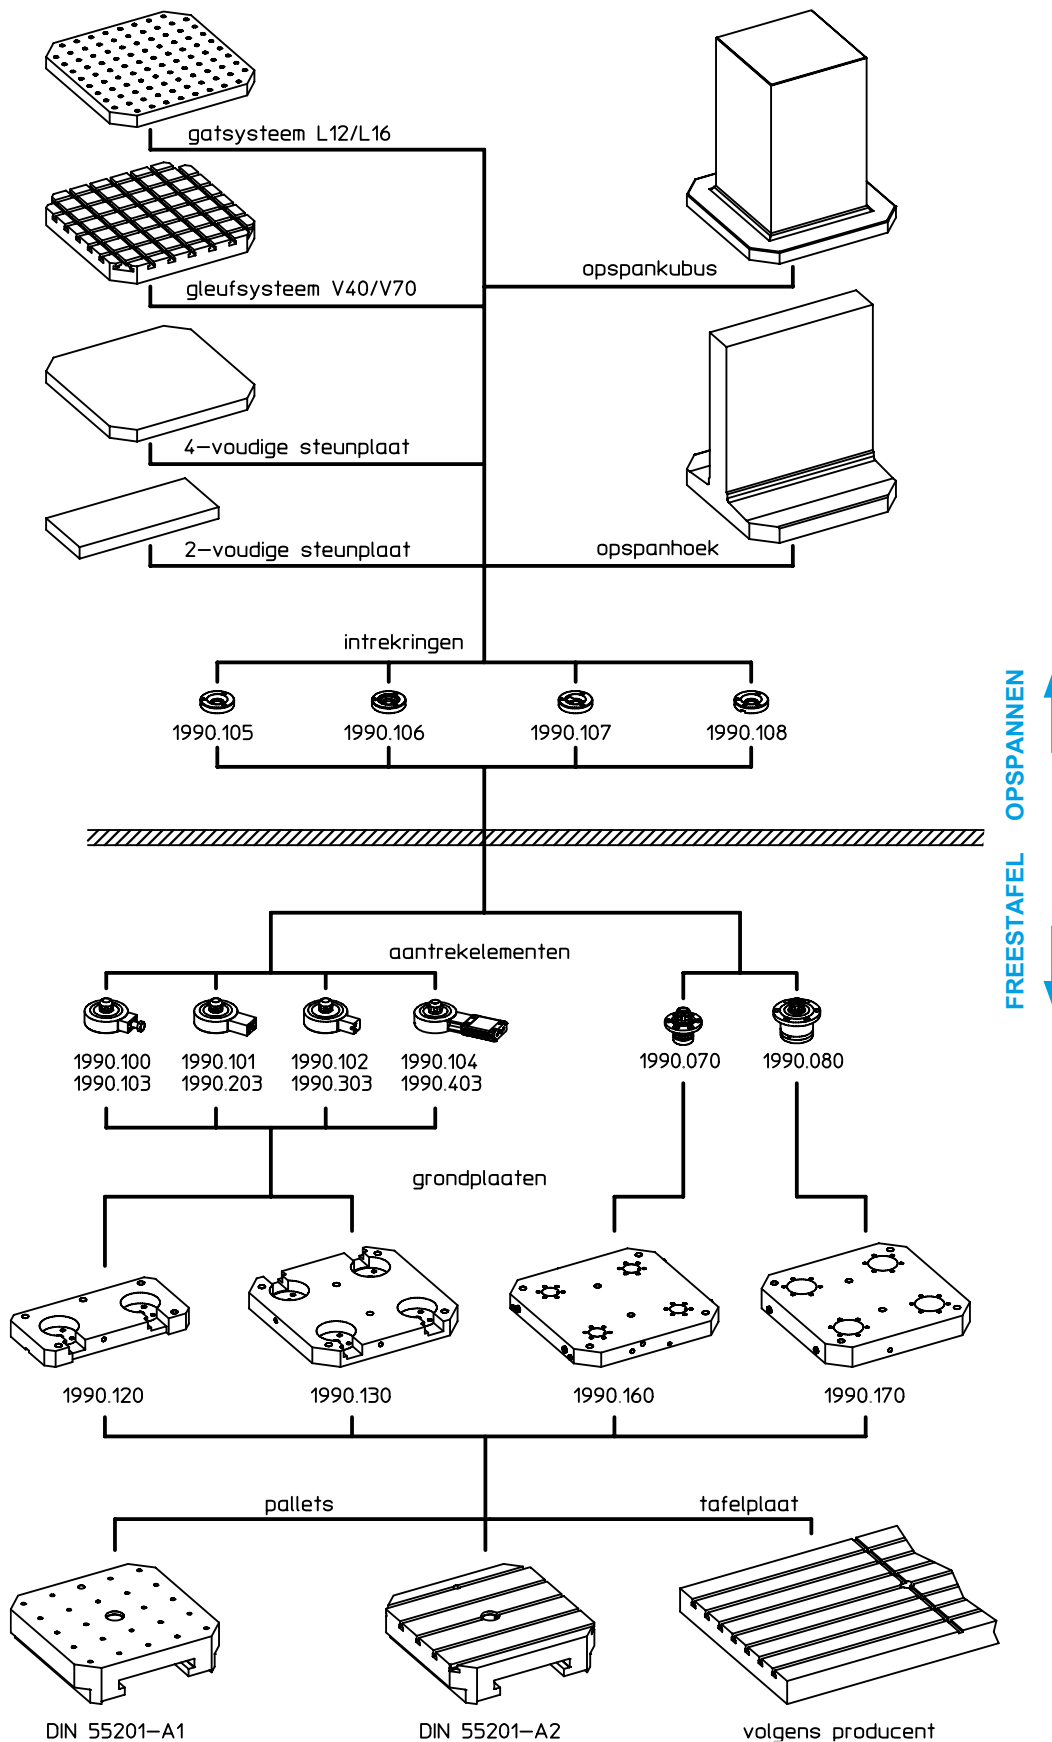 gatsysteem L12/L16
opspankubus
gleufsysteem V40/V70
4-voudige steunplaat
2-voudige steunplaat
opspanhoek
intrekringen
1990.105
1990.106
1990.107
1990.108
OPSPANNEN
FREESTAFEL
aantrekelementen
1990.100
1990.103
1990.101
1990.203
1990.102
1990.303
1990.104
1990.403
1990.070
1990.080
grondplaaten
1990.120
1990.130
1990.160
1990.170
pallets
tafelplaat
DIN 55201-A1
DIN 55201-A2
volgens producent